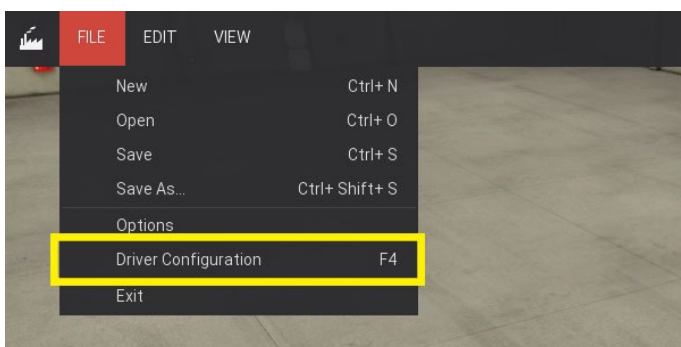 FILE EDIT VIEW
New Ctrl+ N
Open Ctrl+ O
Save Ctrl+ S
Save As... Ctrl+ Shift+ S
Options
Driver Configuration F4
Exit